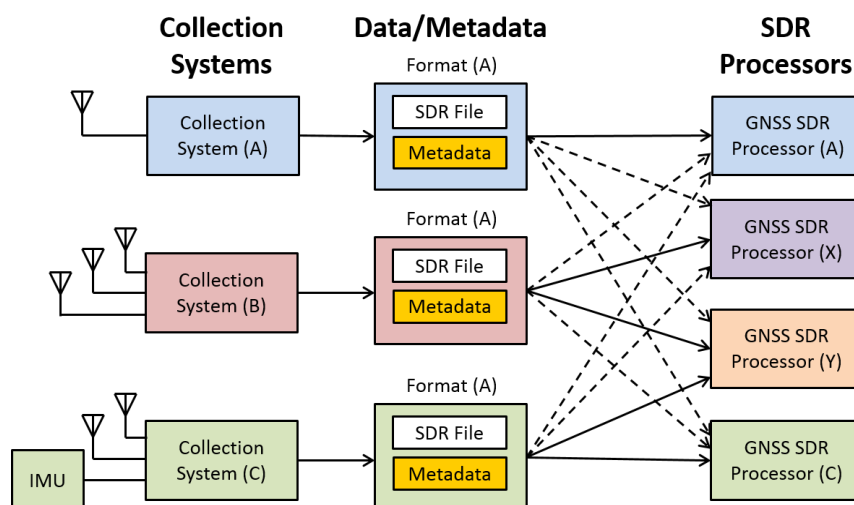 Collection
Systems
Data/Metadata
SDR
Processors
Format (A)
Collection
System (A)
SDR File
Metadata
GNSS SDR
Processor (A)
Format (A)
Collection
System (B)
SDR File
Metadata
GNSS SDR
Processor (X)
GNSS SDR
Processor (Y)
Format (A)
IMU
Collection
System (C)
SDR File
Metadata
GNSS SDR
Processor (C)